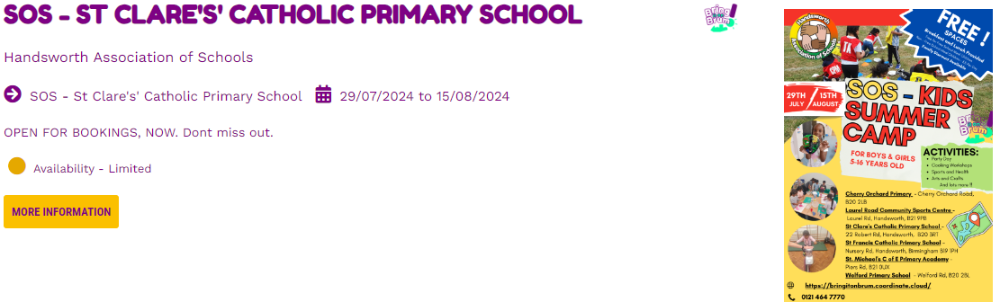 SOS - ST CLARE'S' CATHOLIC PRIMARY SCHOOL
Bring it on Brum
Handsworth Association of Schools
SOS - St Clare's' Catholic Primary School 29/07/2024 to 15/08/2024
OPEN FOR BOOKINGS, NOW. Dont miss out.
Availability - Limited
MORE INFORMATION
Handsworth
Association of Schools
FREE !
SPACES
Breakfast and Lunch Provided
Family Discount Available
29TH JULY / 15TH AUGUST
SOS - KIDS
SUMMER
CAMP
Bring it on Brum
FOR BOYS & GIRLS
5-16 YEARS OLD
ACTIVITIES:
Party Day
Cooking Workshops
Sports and Health
Arts and Crafts
And lots more !!
Cherry Orchard Primary - Cherry Orchard Road,
B20 2LB
Laurel Road Community Sports Centre -
Laurel Rd, Handsworth, B21 9PB
St Clare's Catholic Primary School -
22 Robert Rd, Handsworth, B20 3RT
St Francis Catholic Primary School -
Nursery Rd, Handsworth, Birmingham B19 1PH
St. Michael's C of E Primary Academy -
Piers Rd, B21 0UX
Welford Primary School - Welford Rd, B20 2BL
https://bringitonbrum.coordinate.cloud/
0121 464 7770